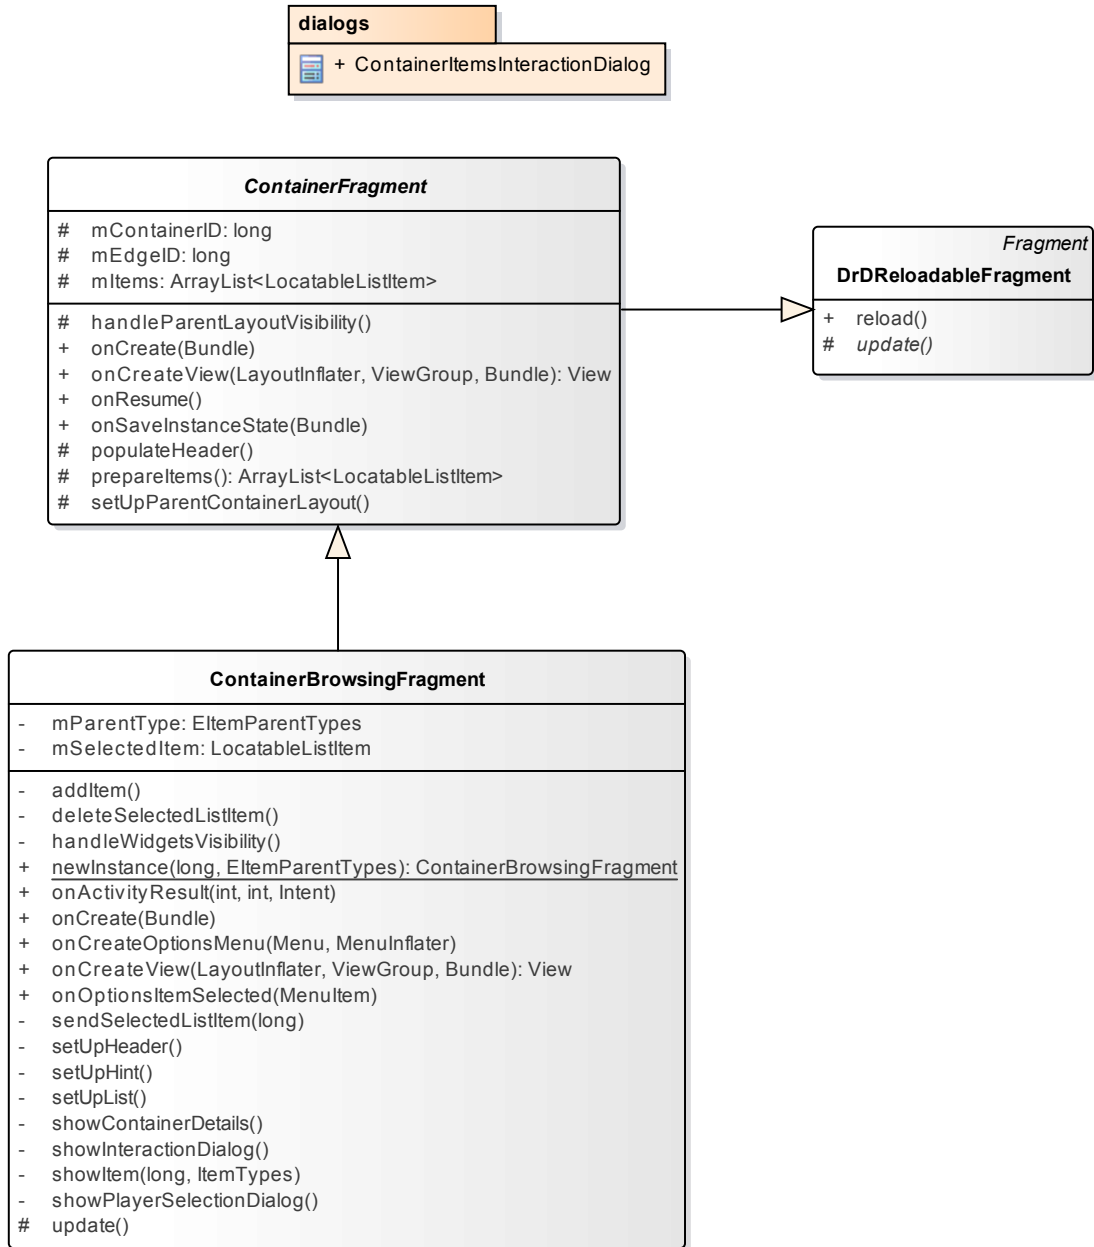 dialogs
+ ContainerItemsInteractionDialog
ContainerFragment
# mContainerID: long
# mEdgeID: long
# mItems: ArrayList<LocatableListItem>
# handleParentLayoutVisibility()
+ onCreate(Bundle)
+ onCreateView(LayoutInflater, ViewGroup, Bundle): View
+ onResume()
+ onSaveInstanceState(Bundle)
# populateHeader()
# prepareItems(): ArrayList<LocatableListItem>
# setUpParentContainerLayout()
Fragment
DrDReloadableFragment
+ reload()
# update()
ContainerBrowsingFragment
- mParentType: EItemParentTypes
- mSelectedItem: LocatableListItem
- addItem()
- deleteSelectedListItem()
- handleWidgetsVisibility()
+ newInstance(long, EItemParentTypes): ContainerBrowsingFragment
+ onActivityResult(int, int, Intent)
+ onCreate(Bundle)
+ onCreateOptionsMenu(Menu, MenuInflater)
+ onCreateView(LayoutInflater, ViewGroup, Bundle): View
+ onOptionsItemSelected(MenuItem)
- sendSelectedListItem(long)
- setUpHeader()
- setUpHint()
- setUpList()
- showContainerDetails()
- showInteractionDialog()
- showItem(long, ItemTypes)
- showPlayerSelectionDialog()
# update()